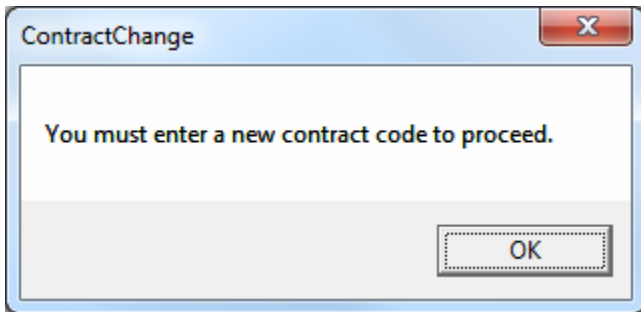 ContractChange
You must enter a new contract code to proceed.
OK